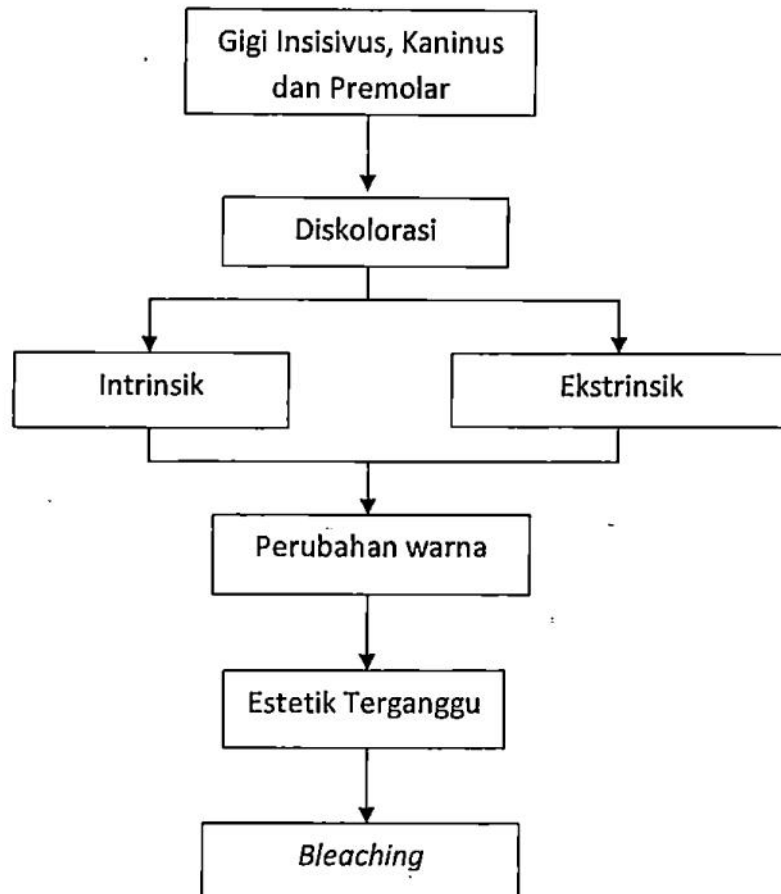 Gigi Insisivus, Kaninus
dan Premolar
Diskolorasi
Intrinsik
Ekstrinsik
Perubahan warna
Estetik Terganggu
Bleaching